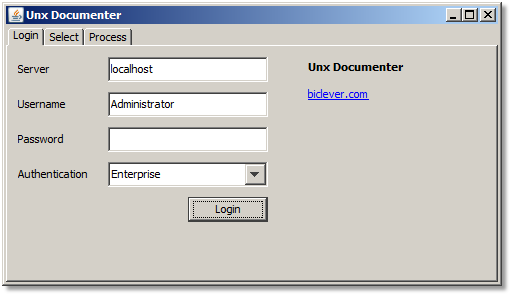 Unx Documenter
Login Select Process
Server localhost
Unx Documenter
biclever.com
Username Administrator
Password
Authentication Enterprise
Login